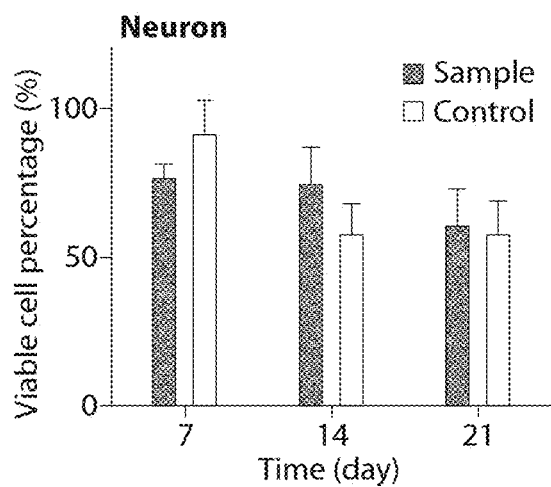 Neuron
Sample
Control
Viable cell percentage (%)
100
50
0
7 14 21
Time (day)